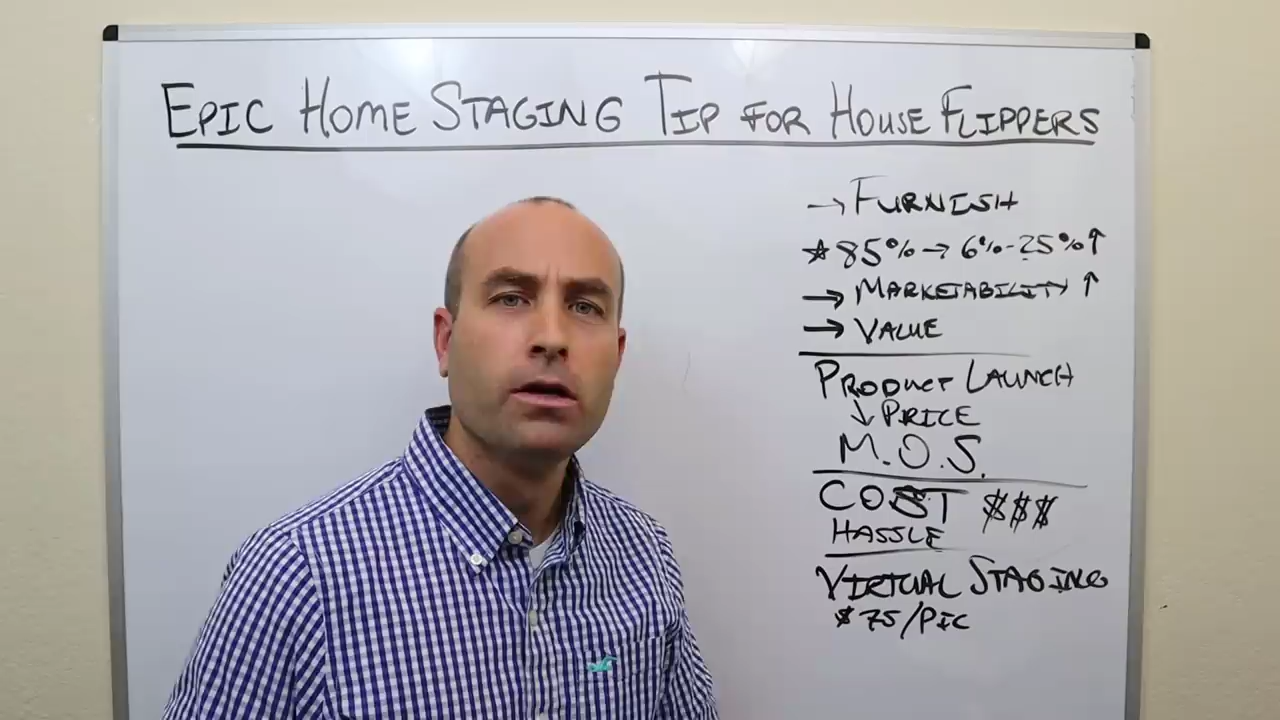 EPIC HOME STAGING TIP FOR HOUSE FLIPPERS
→ FURNISH
☆ 85% → 6%-25% ↑
→ MARKETABILITY ↑
→ VALUE
PRODUCT LAUNCH
↓ PRICE
M.O.S.
COST $$$
HASSLE
VIRTUAL STAGING
$75/PIC